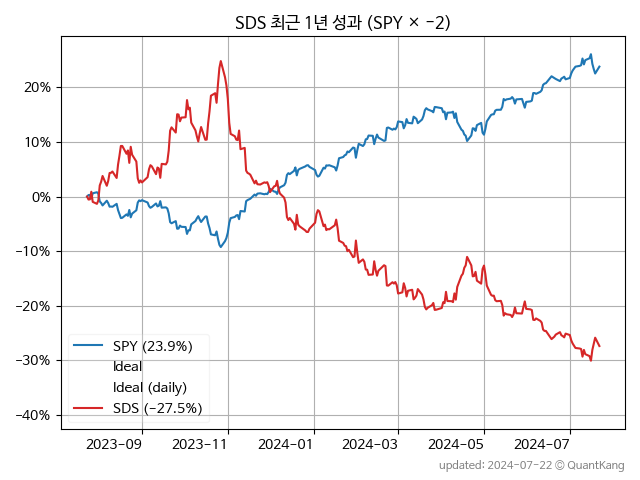 SDS 최근 1년 성과 (SPY × −2)
20%
10%
0%
−10%
−20%
−30%
−40%
SPY (23.9%)
Ideal
Ideal (daily)
SDS (−27.5%)
2023−09
2023−11
2024−01
2024−03
2024−05
2024−07
updated: 2024-07-22 © QuantKang